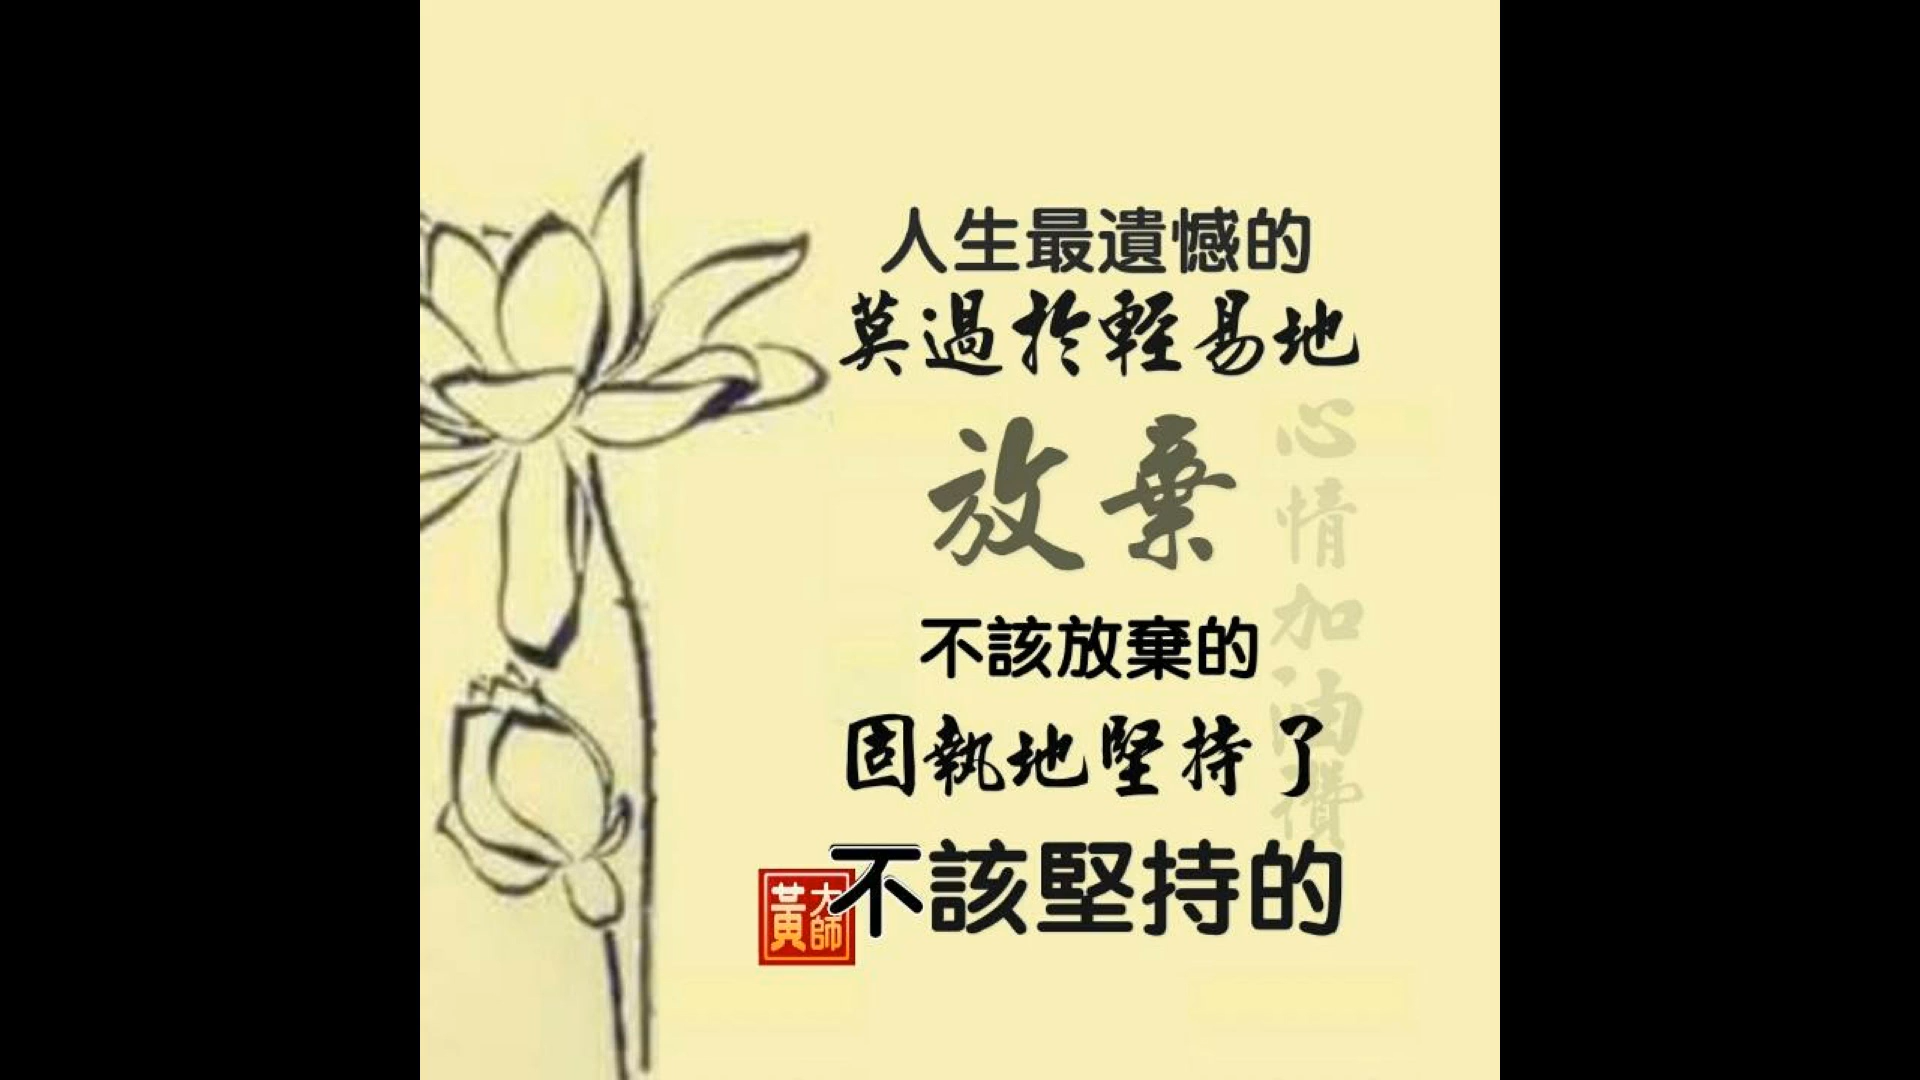 人生最遺憾的
莫過於輕易地
放棄
不該放棄的
固執地堅持了
不該堅持的
心情加油讚
黃大師